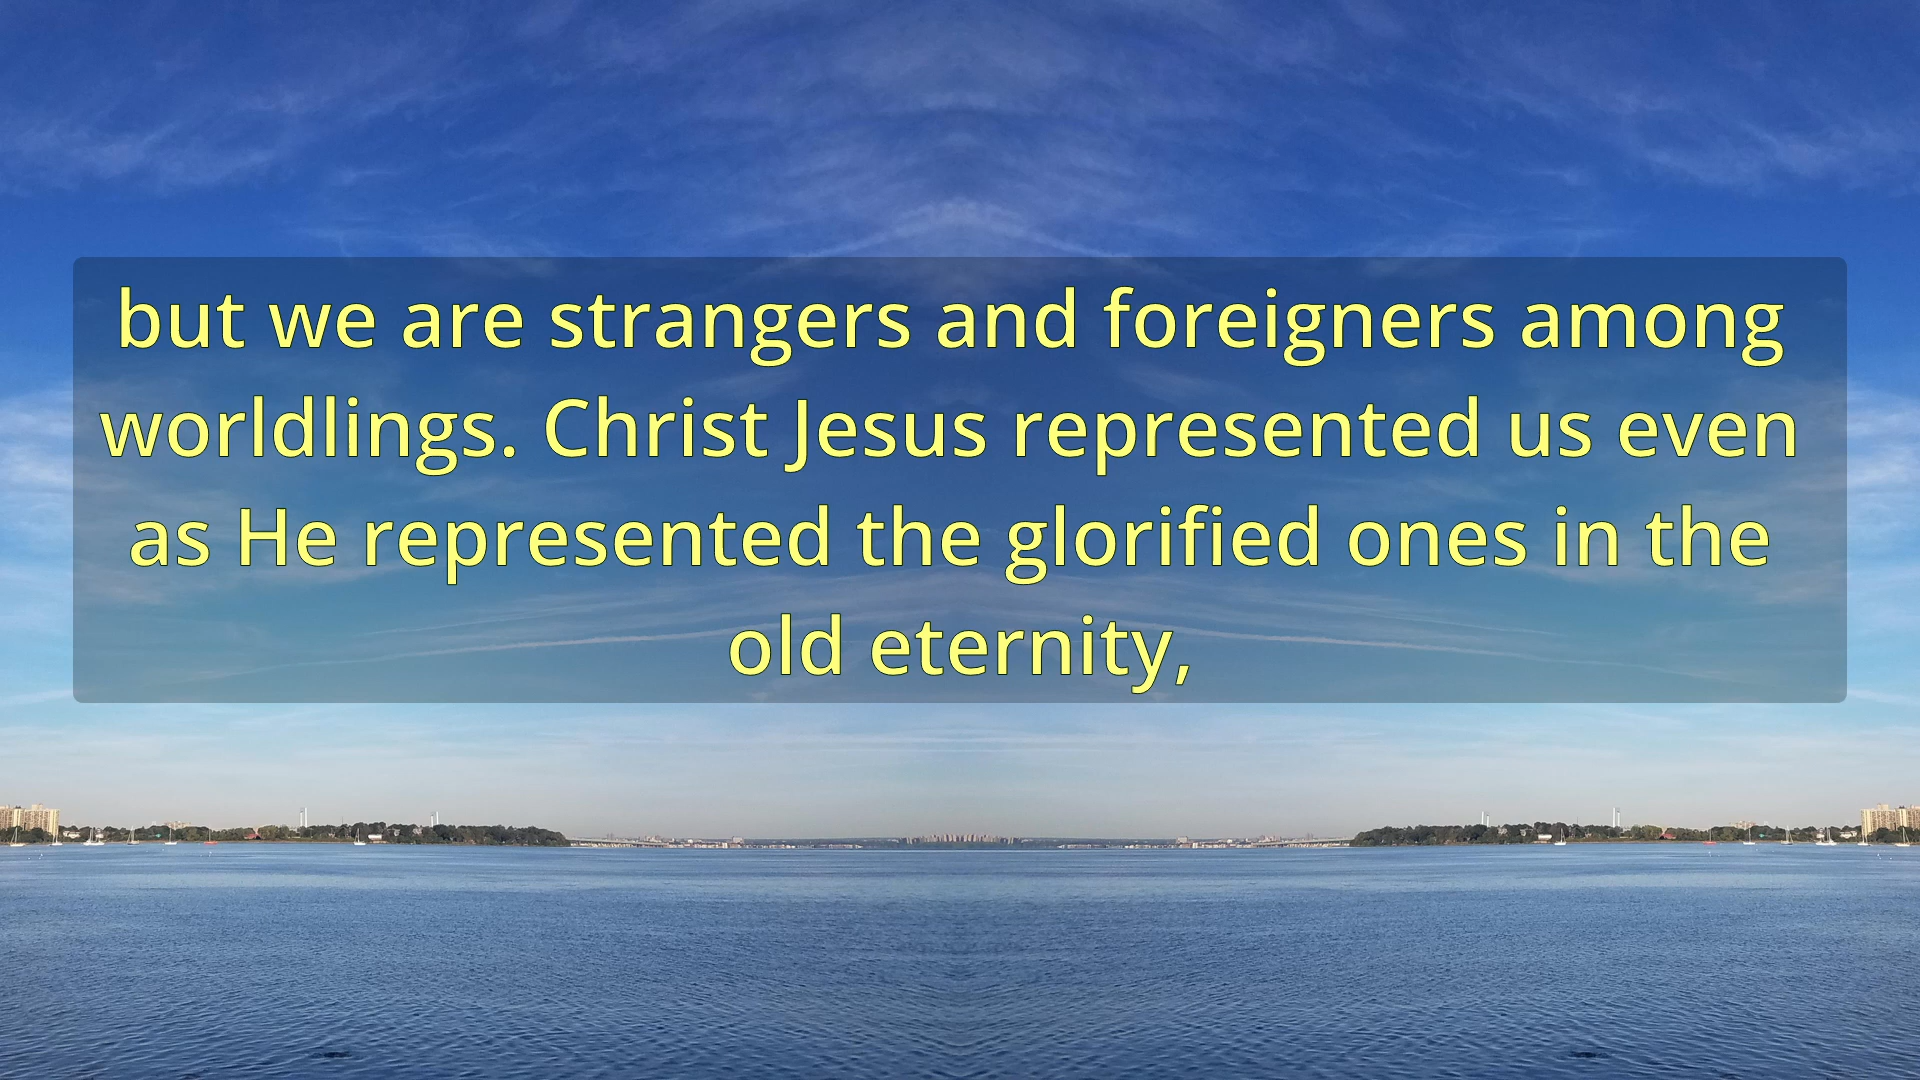 but we are strangers and foreigners among
worldlings. Christ Jesus represented us even
as He represented the glorified ones in the
old eternity,